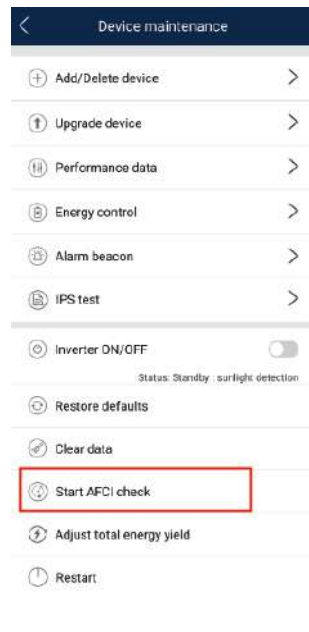 Device maintenance
Add/Delete device
Upgrade device
Performance data
Energy control
Alarm beacon
IPS test
Inverter ON/OFF
Status: Standby : sunlight detection
Restore defaults
Clear data
Start AFCI check
Adjust total energy yield
Restart